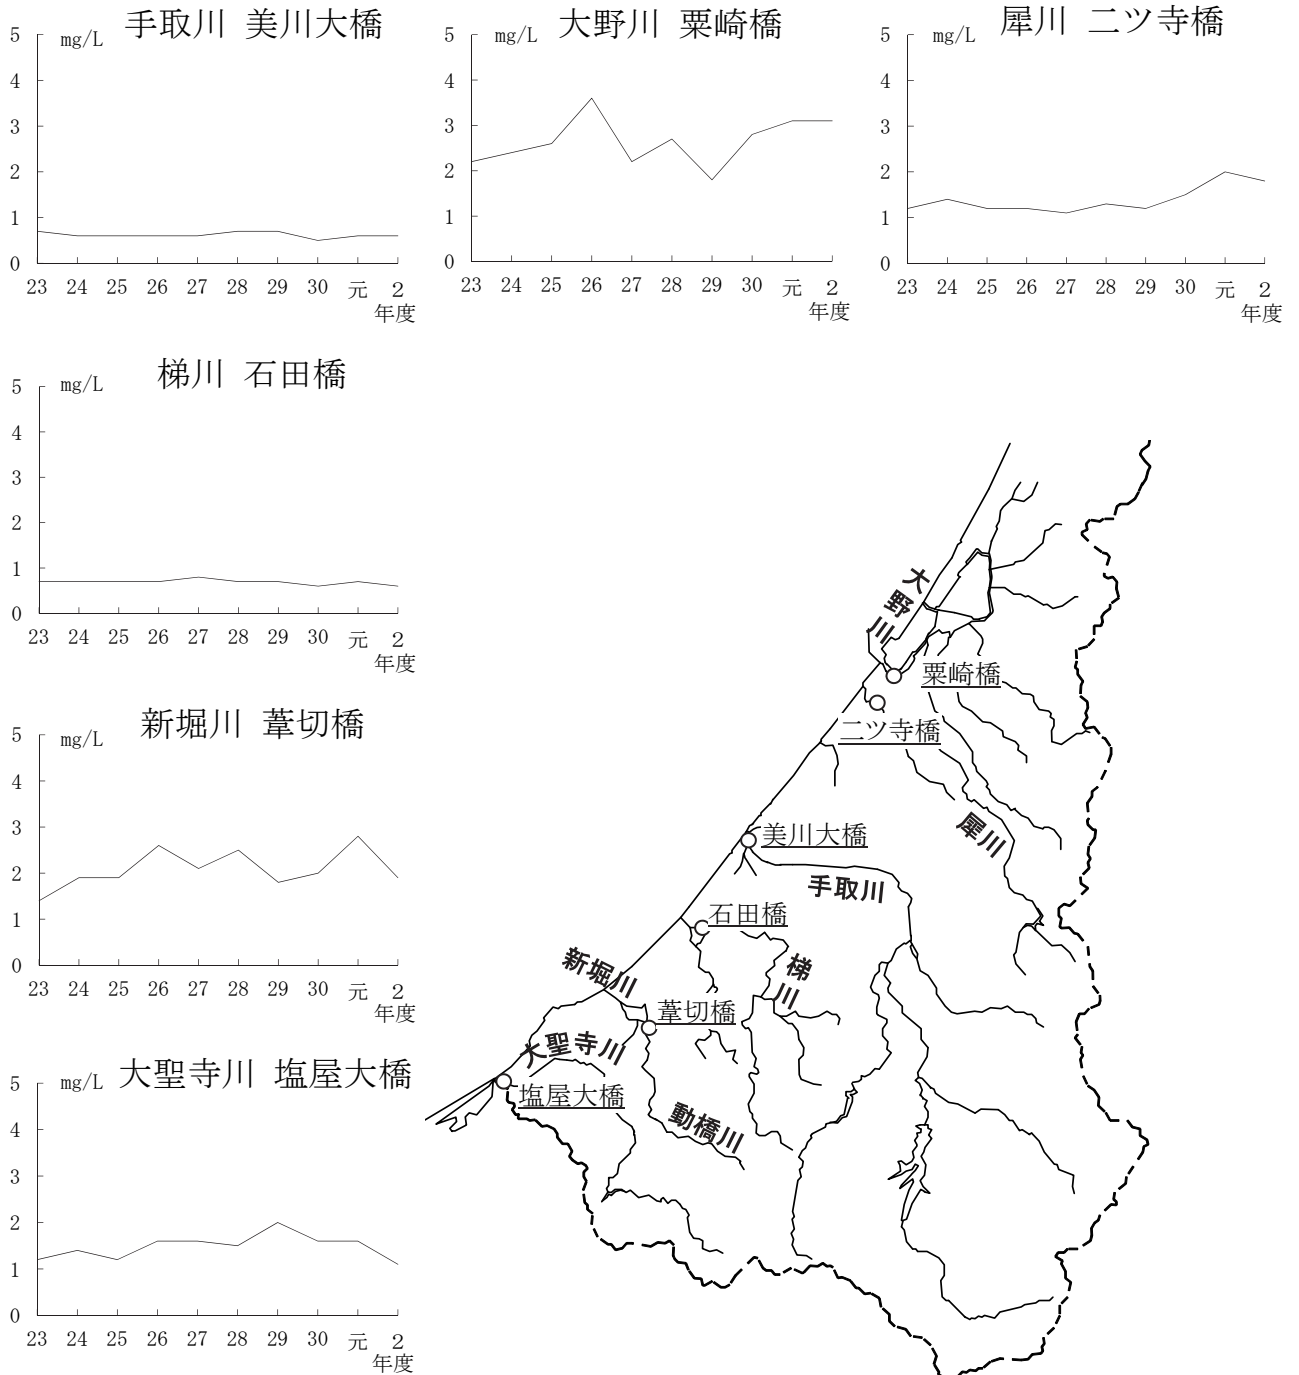 手取川 美川大橋
mg/L
5
4
3
2
1
0
23 24 25 26 27 28 29 30 元 2
年度
大野川 粟崎橋
mg/L
5
4
3
2
1
0
23 24 25 26 27 28 29 30 元 2
年度
犀川 二ツ寺橋
mg/L
5
4
3
2
1
0
23 24 25 26 27 28 29 30 元 2
年度
梯川 石田橋
mg/L
5
4
3
2
1
0
23 24 25 26 27 28 29 30 元 2
年度
新堀川 葦切橋
mg/L
5
4
3
2
1
0
23 24 25 26 27 28 29 30 元 2
年度
大聖寺川 塩屋大橋
mg/L
5
4
3
2
1
0
23 24 25 26 27 28 29 30 元 2
年度
大野川
粟崎橋
二ツ寺橋
犀川
美川大橋
手取川
石田橋
梯川
新堀川
葦切橋
大聖寺川
塩屋大橋
動橋川